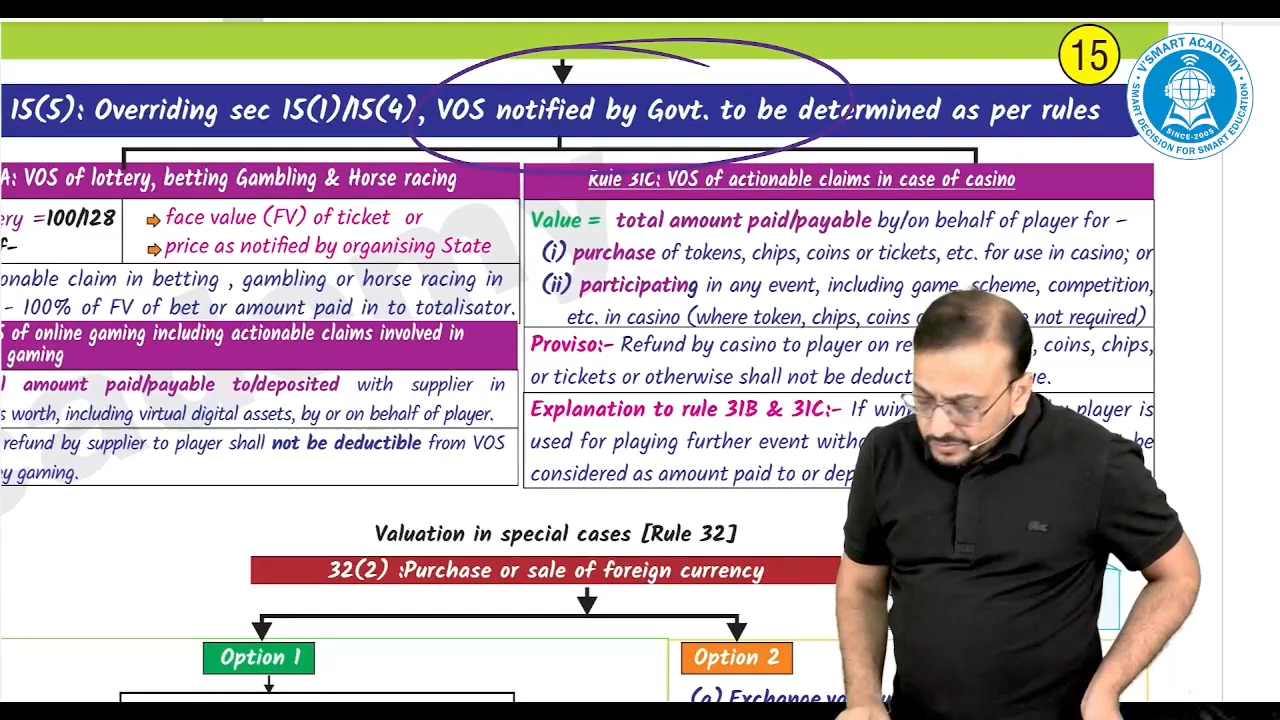 15
V'SMART ACADEMY
SINCE-2005
SMART DECISION FOR SMART EDUCATION
15(5): Overriding sec 15(1)/15(4), VOS notified by Govt. to be determined as per rules
A: VOS of lottery, betting Gambling & Horse racing
=100/128
face value (FV) of ticket or
price as notified by organising State
in betting , gambling or horse racing in
– 100% of FV of bet or amount paid in to totalisator.
of online gaming including actionable claims involved in
gaming
amount paid/payable to/deposited with supplier in
worth, including virtual digital assets, by or on behalf of player.
refund by supplier to player shall not be deductible from VOS
gaming.
Rule 31C: VOS of actionable claims in case of casino
Value = total amount paid/payable by/on behalf of player for –
(i) purchase of tokens, chips, coins or tickets, etc. for use in casino; or
(ii) participating in any event, including game, scheme, competition,
etc. in casino (where token, chips, coins not required)
Proviso:- Refund by casino to player on coins, chips,
or tickets or otherwise shall not be
Explanation to rule 31B & 31C:- If player is
used for playing further event be
considered as amount paid to or
Valuation in special cases [Rule 32]
32(2) :Purchase or sale of foreign currency
Option 1
Option 2
(a) Exchange